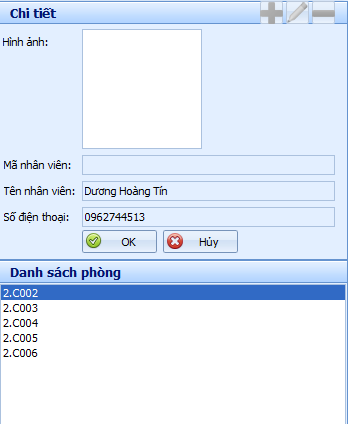 Chi tiết
Hình ảnh:
Mã nhân viên:
Tên nhân viên: Dương Hoàng Tín
Số điện thoại: 0962744513
OK Hủy
Danh sách phòng
2.C002
2.C003
2.C004
2.C005
2.C006